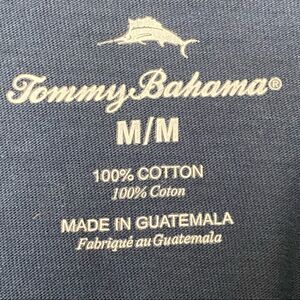 Tommy Bahama®
M/M
100% COTTON
100% Coton
MADE IN GUATEMALA
Fabriqué au Guatemala